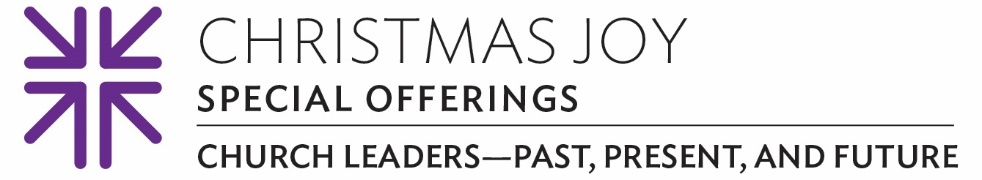 CHRISTMAS JOY
SPECIAL OFFERINGS
CHURCH LEADERS—PAST, PRESENT, AND FUTURE